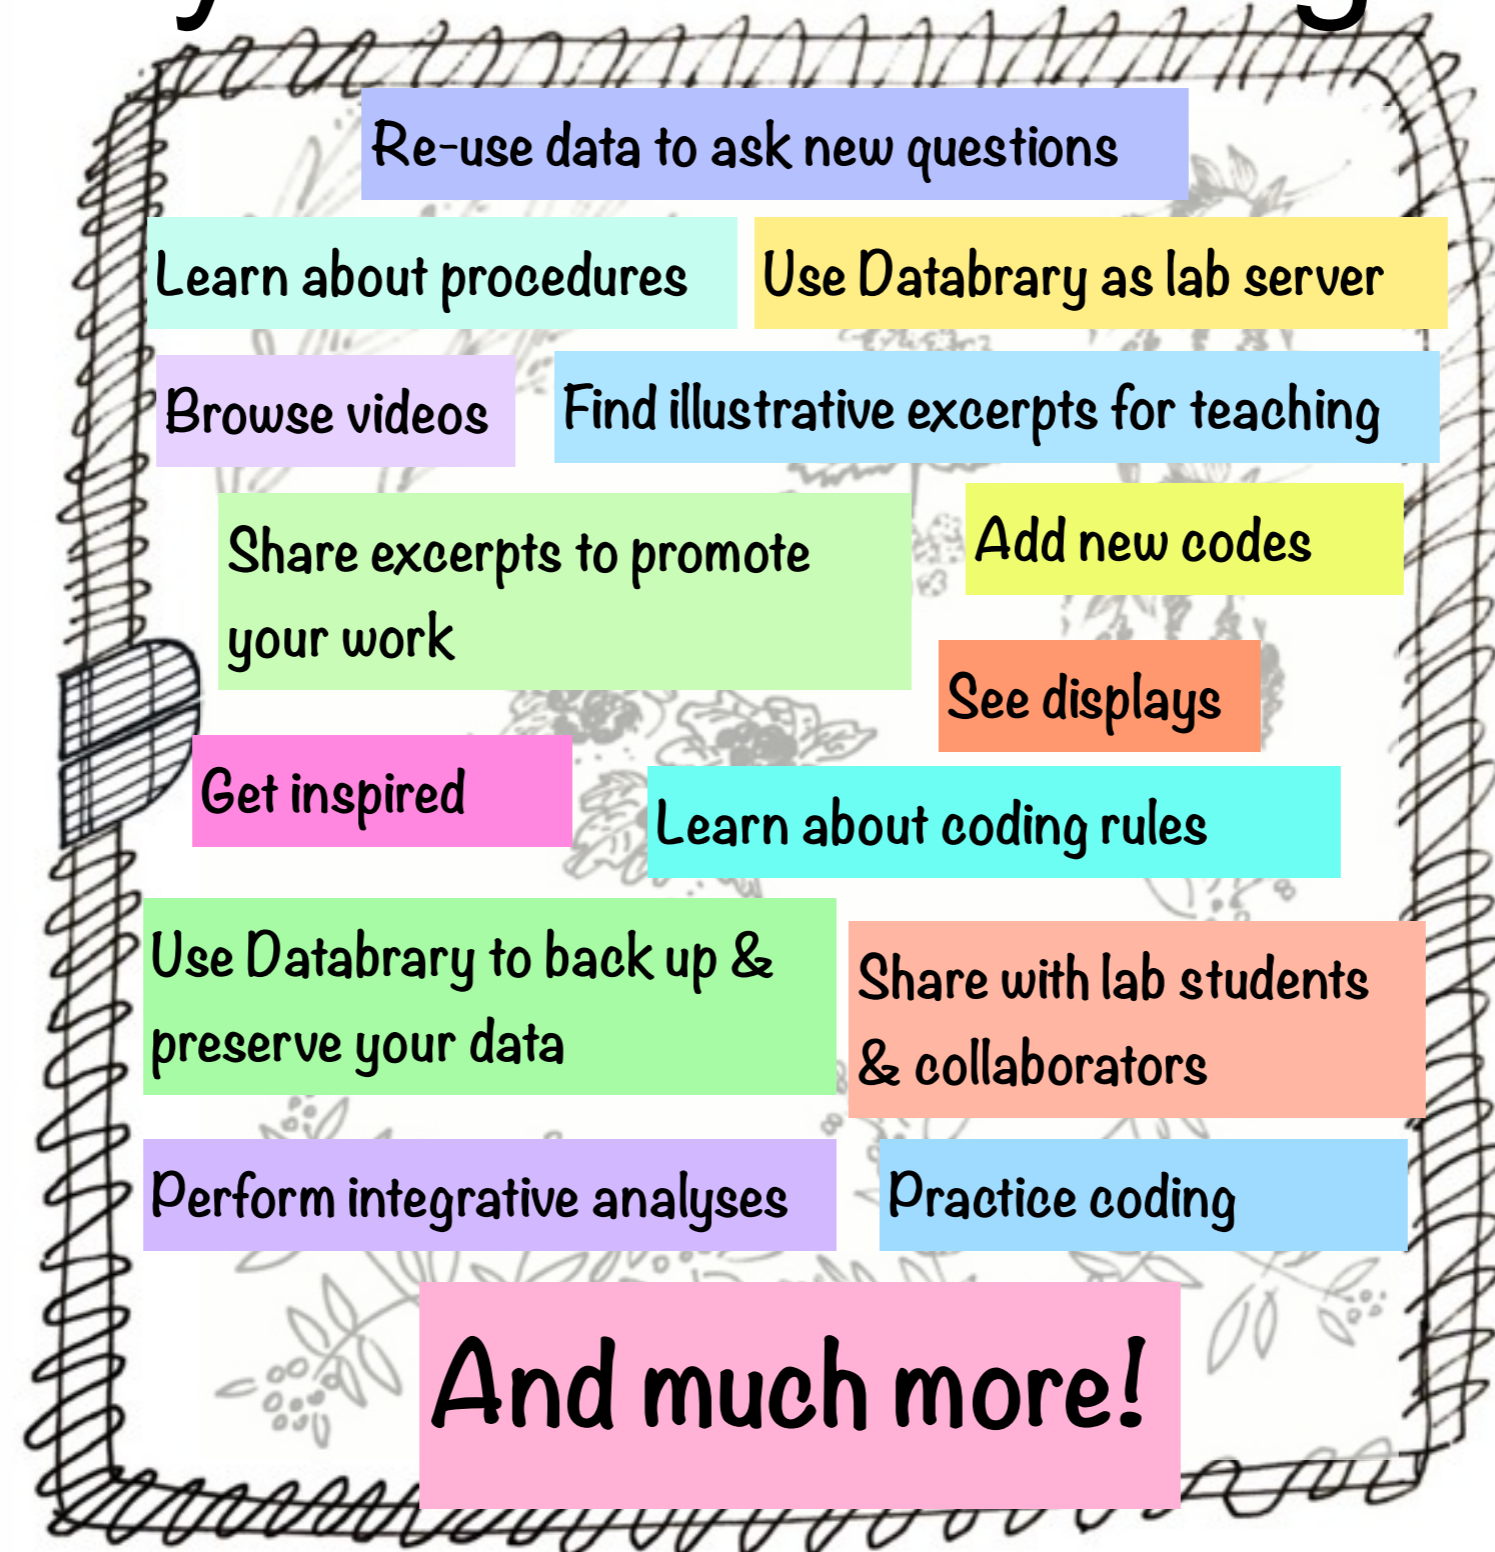 Re-use data to ask new questions
Learn about procedures
Use Databrary as lab server
Browse videos
Find illustrative excerpts for teaching
Share excerpts to promote
your work
Add new codes
See displays
Get inspired
Learn about coding rules
Use Databrary to back up &
preserve your data
Share with lab students
& collaborators
Perform integrative analyses
Practice coding
And much more!